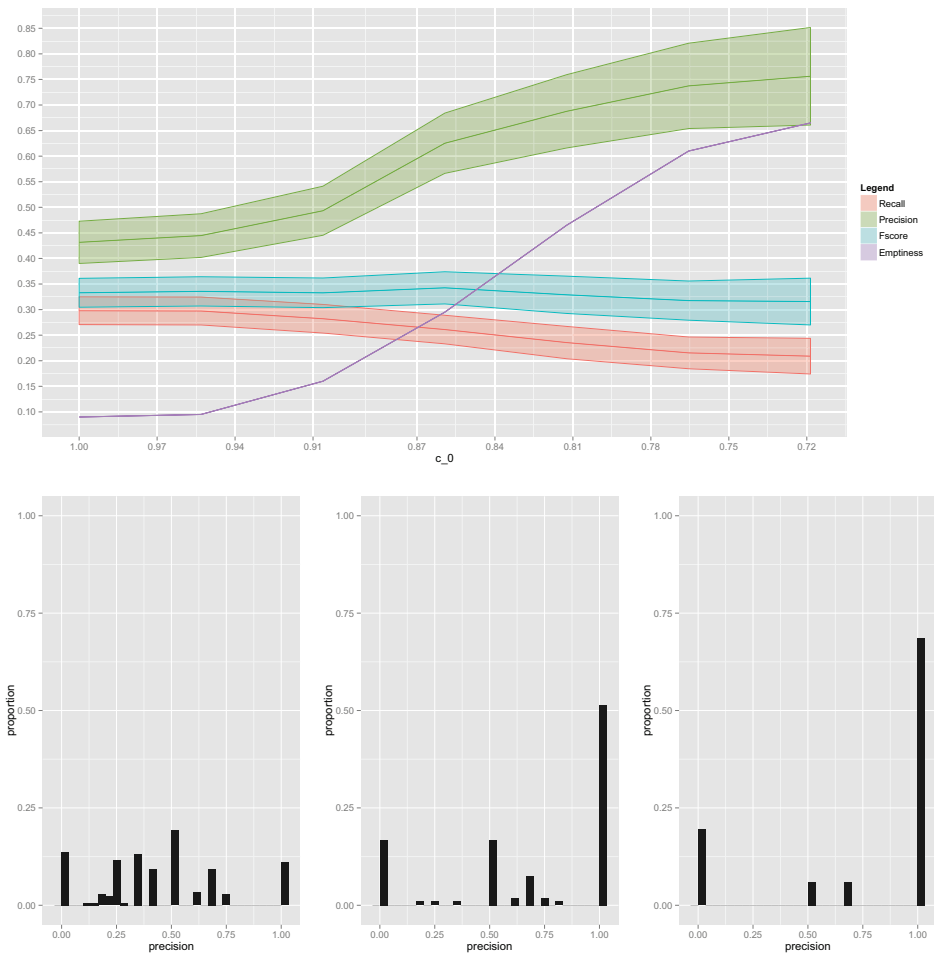 0.85
0.80
0.75
0.70
0.65
0.60
0.55
0.50
0.45
0.40
0.35
0.30
0.25
0.20
0.15
0.10
1.00 0.97 0.94 0.91 0.87 0.84 0.81 0.78 0.75 0.72
c_0
Legend
Recall
Precision
Fscore
Emptiness
1.00
0.75
0.50
0.25
0.00
proportion
0.00 0.25 0.50 0.75 1.00
precision
1.00
0.75
0.50
0.25
0.00
proportion
0.00 0.25 0.50 0.75 1.00
precision
1.00
0.75
0.50
0.25
0.00
proportion
0.00 0.25 0.50 0.75 1.00
precision